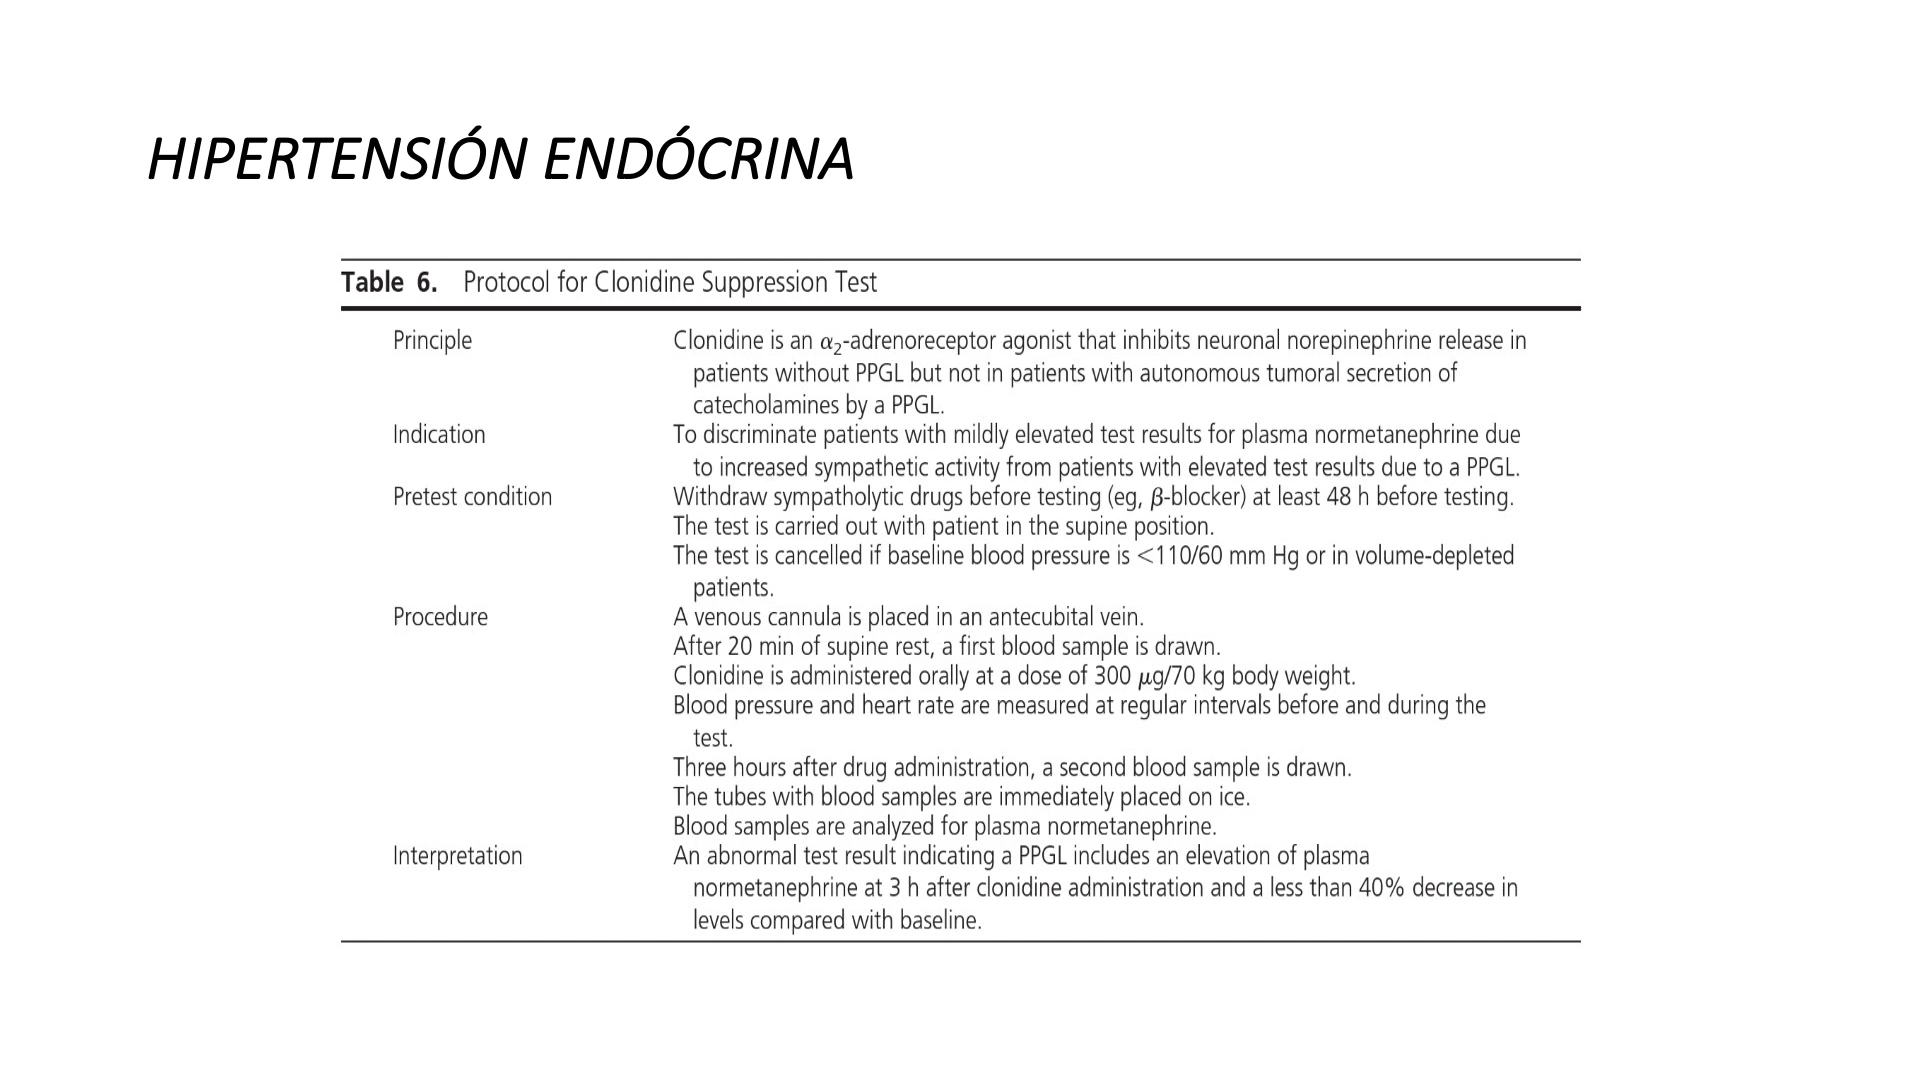 HIPERTENSIÓN ENDÓCRINA
Table 6. Protocol for Clonidine Suppression Test
Principle Clonidine is an α₂-adrenoreceptor agonist that inhibits neuronal norepinephrine release in
patients without PPGL but not in patients with autonomous tumoral secretion of
catecholamines by a PPGL.
Indication To discriminate patients with mildly elevated test results for plasma normetanephrine due
to increased sympathetic activity from patients with elevated test results due to a PPGL.
Pretest condition Withdraw sympatholytic drugs before testing (eg, β-blocker) at least 48 h before testing.
The test is carried out with patient in the supine position.
The test is cancelled if baseline blood pressure is <110/60 mm Hg or in volume-depleted
patients.
Procedure A venous cannula is placed in an antecubital vein.
After 20 min of supine rest, a first blood sample is drawn.
Clonidine is administered orally at a dose of 300 μg/70 kg body weight.
Blood pressure and heart rate are measured at regular intervals before and during the
test.
Three hours after drug administration, a second blood sample is drawn.
The tubes with blood samples are immediately placed on ice.
Blood samples are analyzed for plasma normetanephrine.
Interpretation An abnormal test result indicating a PPGL includes an elevation of plasma
normetanephrine at 3 h after clonidine administration and a less than 40% decrease in
levels compared with baseline.